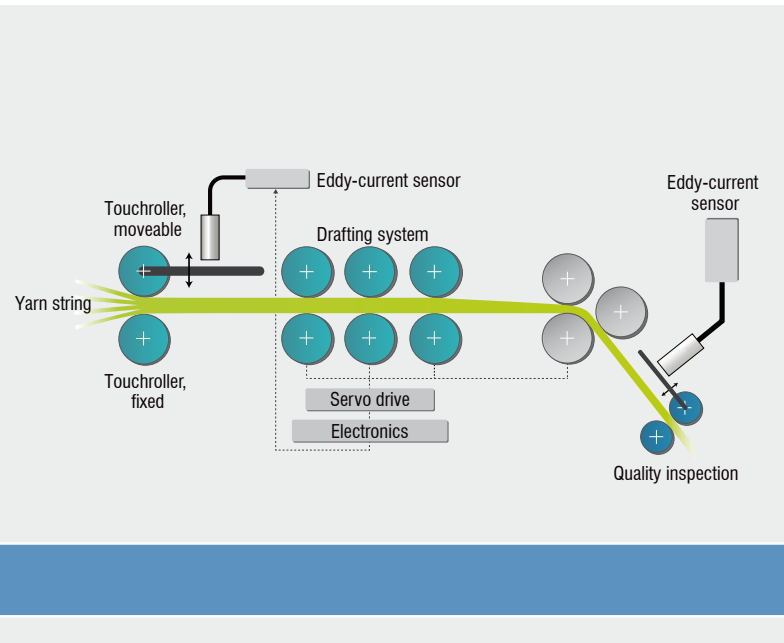 Eddy-current sensor
Eddy-current
sensor
Touchroller,
moveable
Drafting system
Yarn string
Touchroller,
fixed
Servo drive
Electronics
Quality inspection